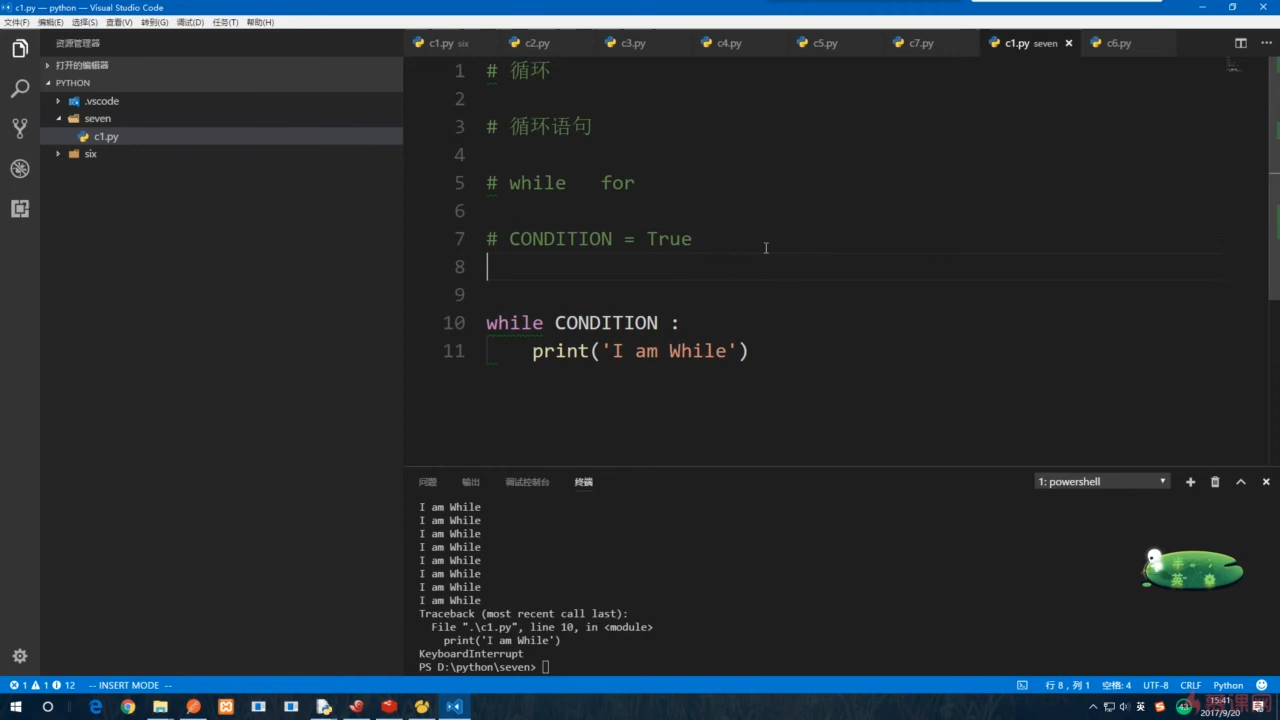 c1.py — python — Visual Studio Code
文件(F) 编辑(E) 选择(S) 查看(V) 转到(G) 调试(D) 任务(T) 帮助(H)
资源管理器
打开的编辑器
PYTHON
.vscode
seven
c1.py
six
c1.py six c2.py c3.py c4.py c5.py c7.py c1.py seven c6.py
1 # 循环
2
3 # 循环语句
4
5 # while for
6
7 # CONDITION = True
8
9
10 while CONDITION :
11 print('I am While')
问题 输出 调试控制台 终端 1: powershell
I am While
I am While
I am While
I am While
I am While
I am While
I am While
I am While
Traceback (most recent call last):
File ".\c1.py", line 10, in <module>
print('I am While')
KeyboardInterrupt
PS D:\python\seven>
半
英
1 1 12 -- INSERT MODE -- 行 8，列 1 空格: 4 UTF-8 CRLF Python
英 43 15:41
2017/9/20
慕课网